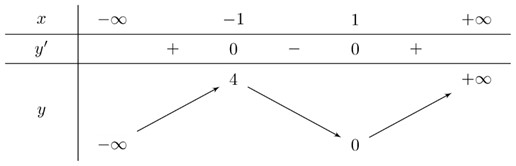 x −∞ −1 1 +∞
y′ + 0 − 0 +
4 +∞
y
−∞ 0